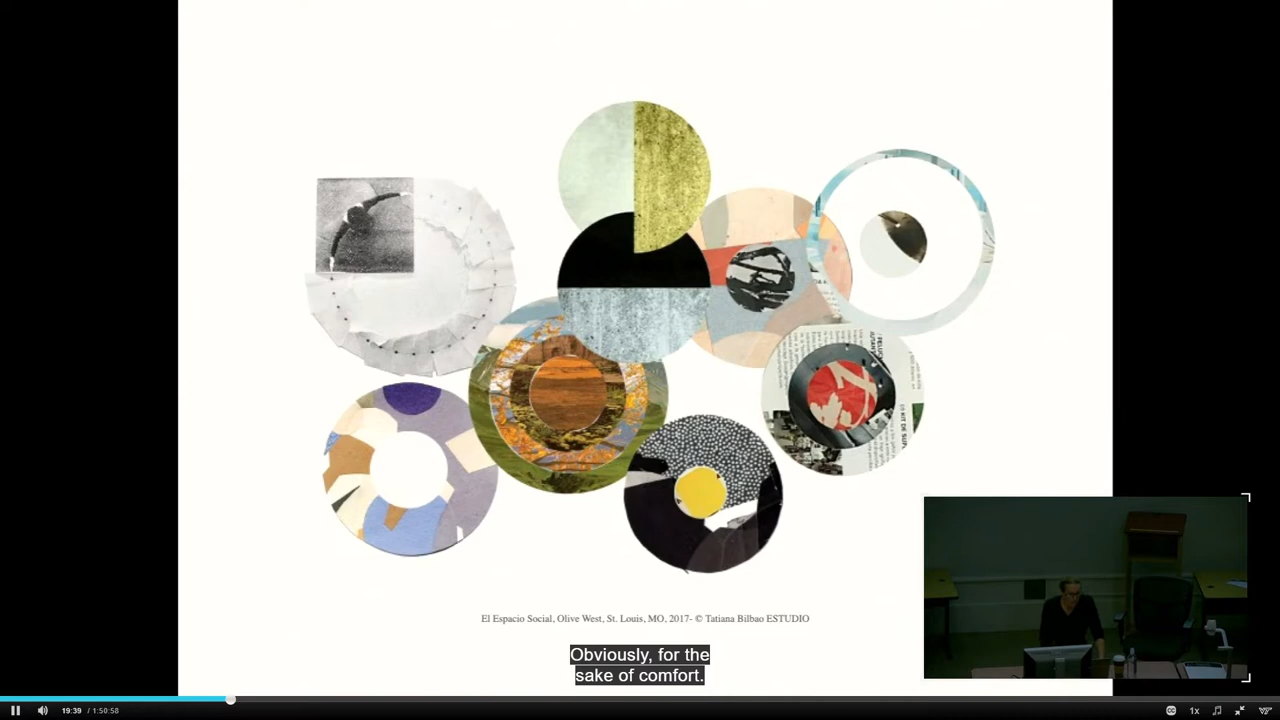 El Espacio Social, Olive West, St. Louis, MO, 2017- © Tatiana Bilbao ESTUDIO
Obviously, for the
sake of comfort.
19:39 / 1:50:58
CC
1x